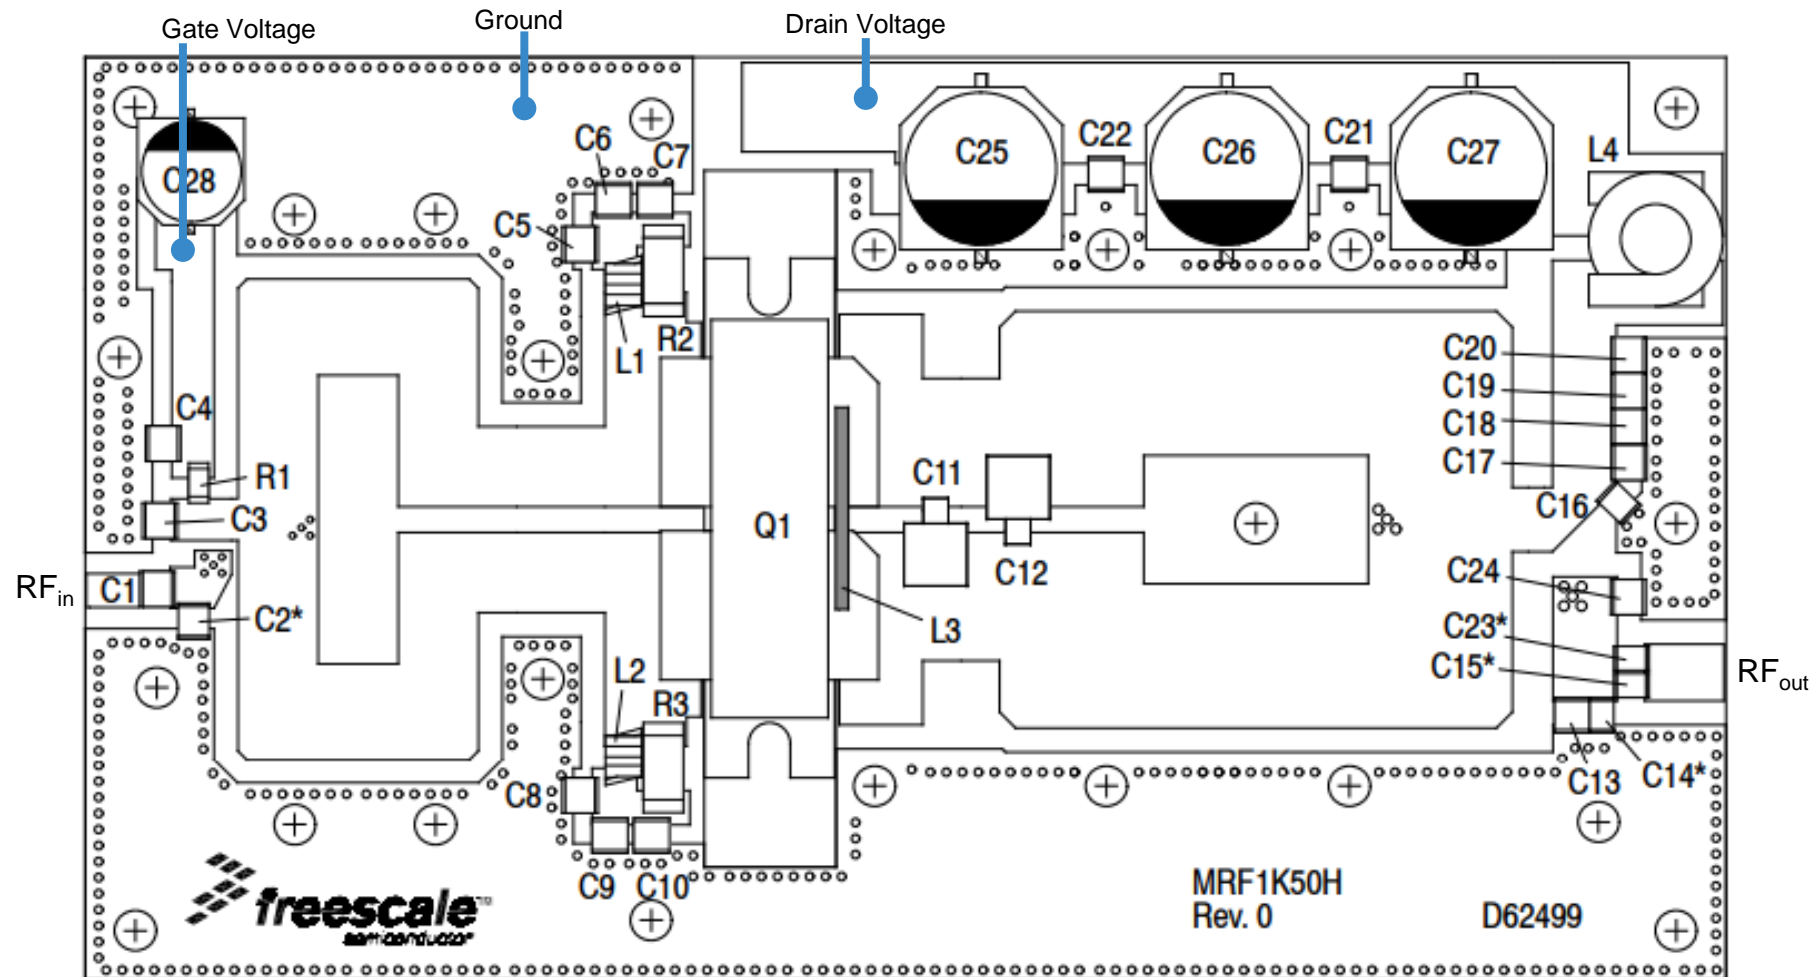 Gate Voltage
Ground
Drain Voltage
C28
C6
C7
C5
C25
C22
C26
C21
C27
L4
L1
R2
C4
R1
C3
C20
C19
C18
C17
C16
C11
Q1
C12
RFin
C1
C2*
L3
C24
C23*
C15*
RFout
L2
R3
C8
C9
C10
C13
C14*
freescale™
semiconductor
MRF1K50H
Rev. 0
D62499